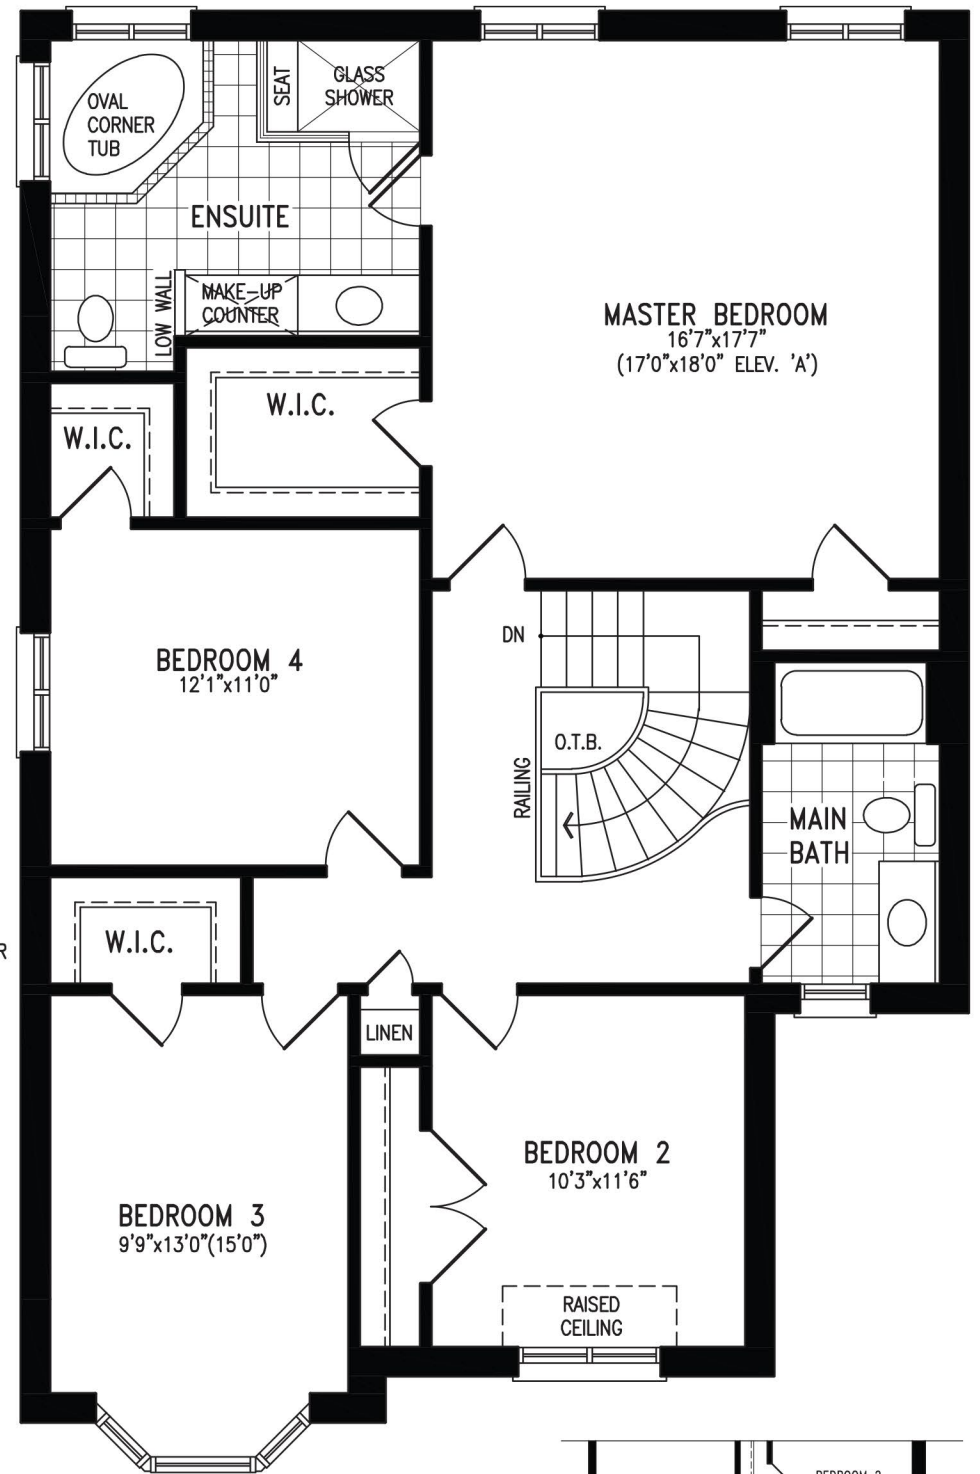 OVAL
CORNER
TUB
SEAT
GLASS
SHOWER
ENSUITE
LOW WALL
MAKE-UP
COUNTER
MASTER BEDROOM
16'7"x17'7"
(17'0"x18'0" ELEV. 'A')
W.I.C.
W.I.C.
BEDROOM 4
12'1"x11'0"
DN
O.T.B.
RAILING
MAIN
BATH
W.I.C.
R
LINEN
BEDROOM 2
10'3"x11'6"
BEDROOM 3
9'9"x13'0"(15'0")
RAISED
CEILING